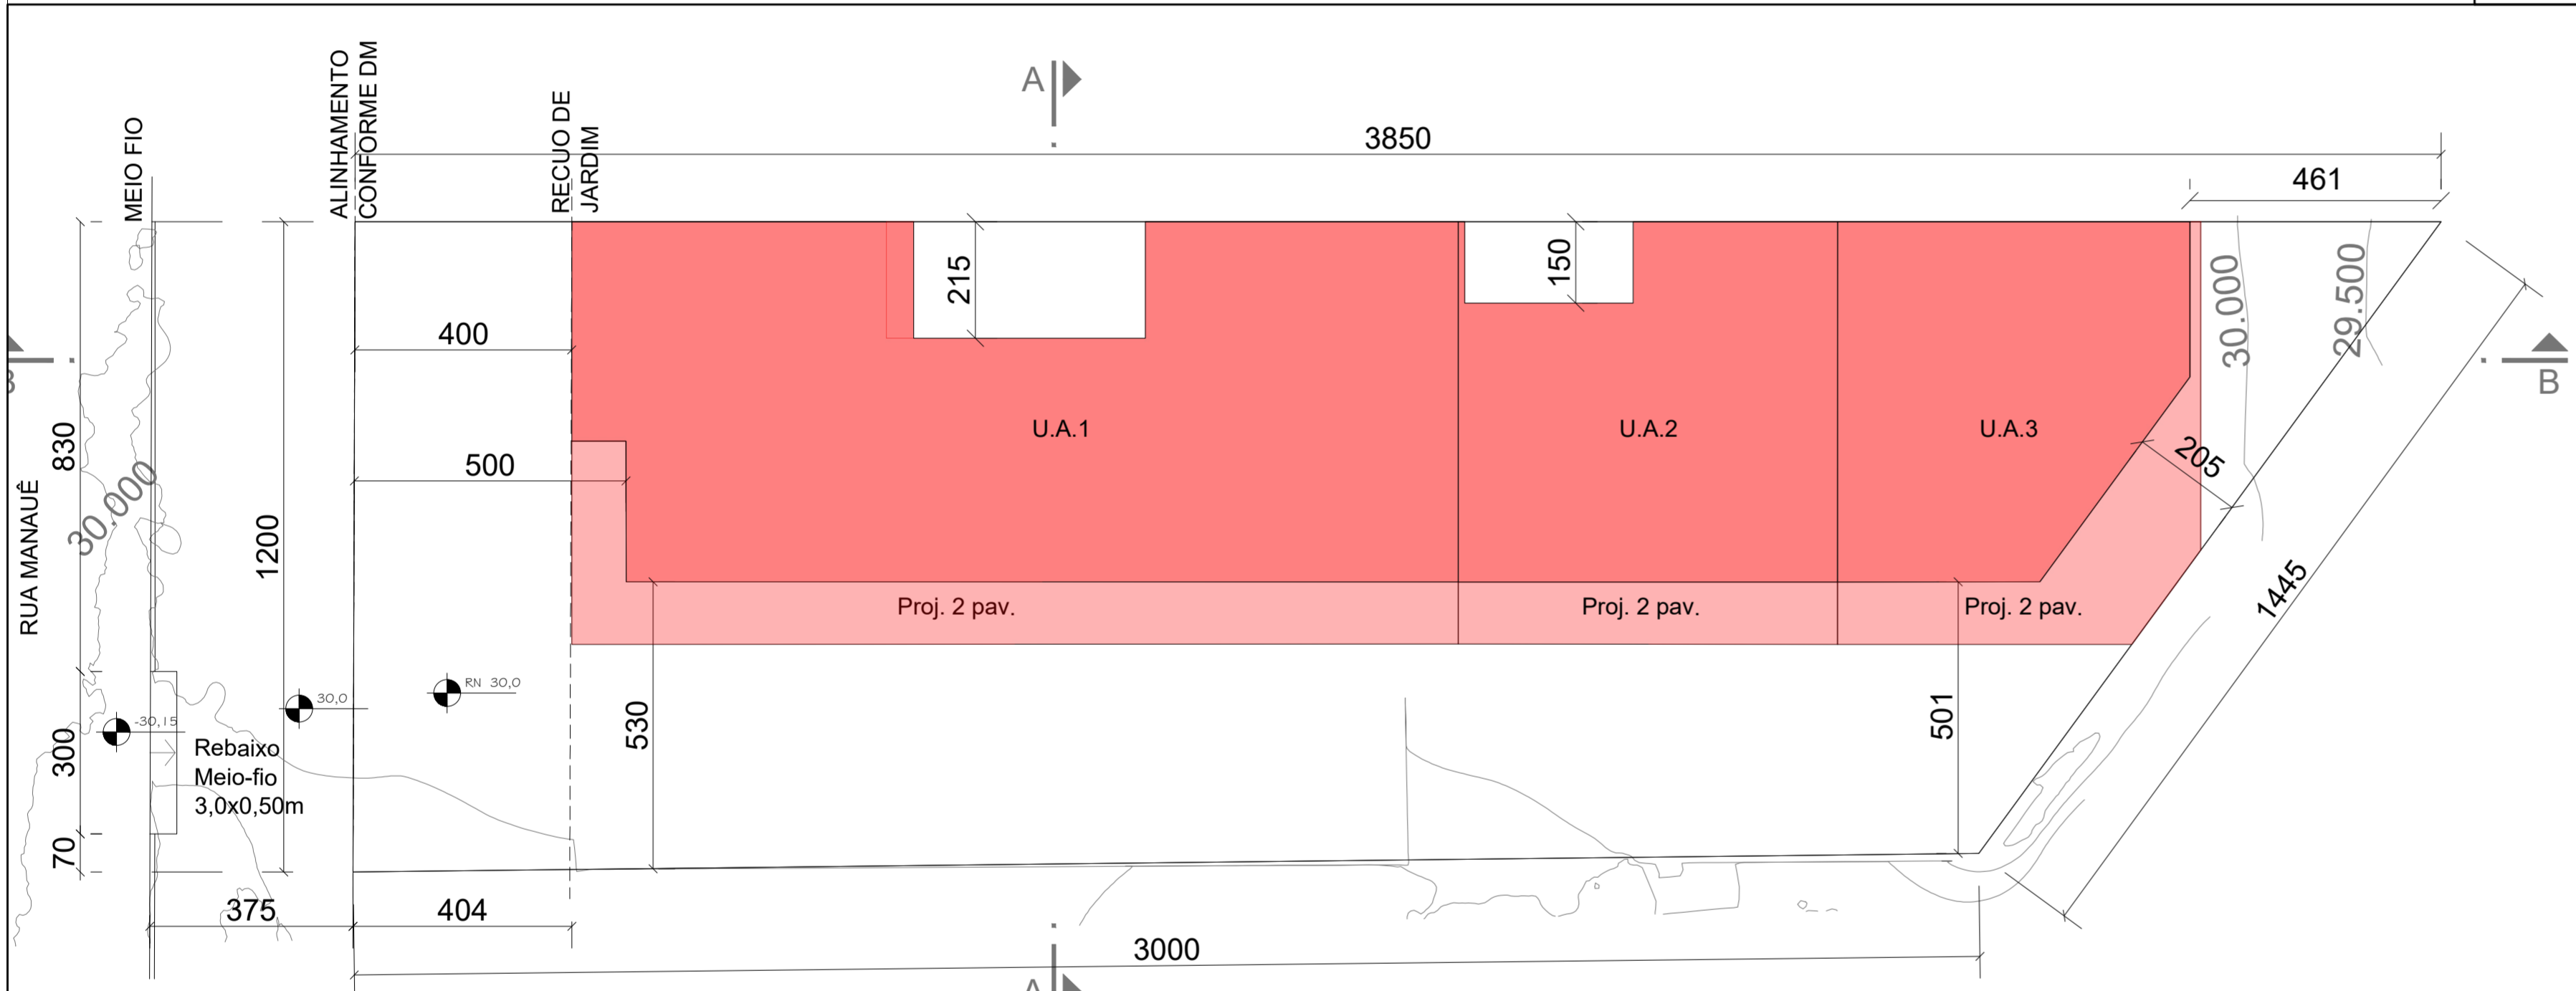 MEIO FIO
ALINHAMENTO
CONFORME DM
RECUO DE
JARDIM
A
3850
461
215
150
30.000
29.500
400
B
830
U.A.1
U.A.2
U.A.3
500
205
30.000
RUA MANAUÊ
1200
1445
Proj. 2 pav.
Proj. 2 pav.
Proj. 2 pav.
RN 30,0
30,0
-30,15
530
501
300
Rebaixo
Meio-fio
3,0x0,50m
70
375
404
3000
A